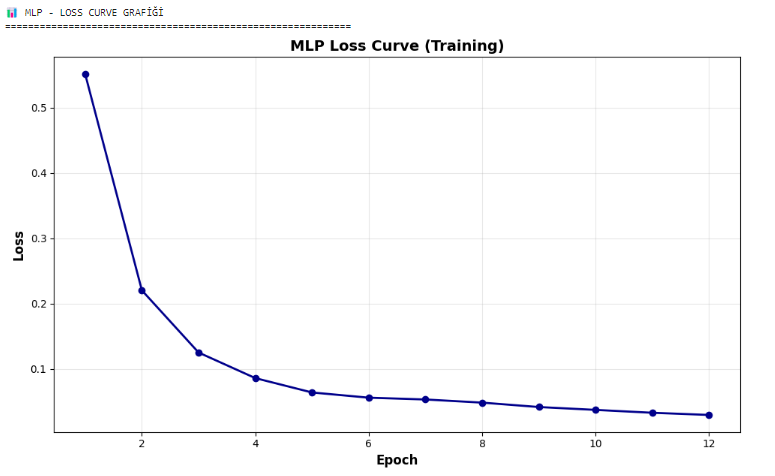 📊 MLP - LOSS CURVE GRAFİĞİ
============================================================
MLP Loss Curve (Training)
Loss
0.5
0.4
0.3
0.2
0.1
2 4 6 8 10 12
Epoch